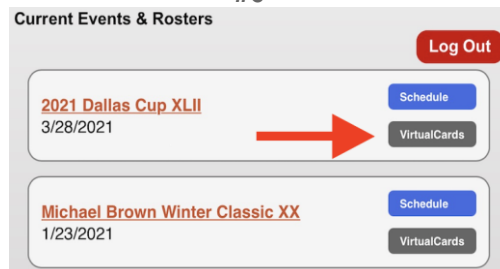 Current Events & Rosters
Log Out
2021 Dallas Cup XLII
3/28/2021
Schedule
VirtualCards
Michael Brown Winter Classic XX
1/23/2021
Schedule
VirtualCards